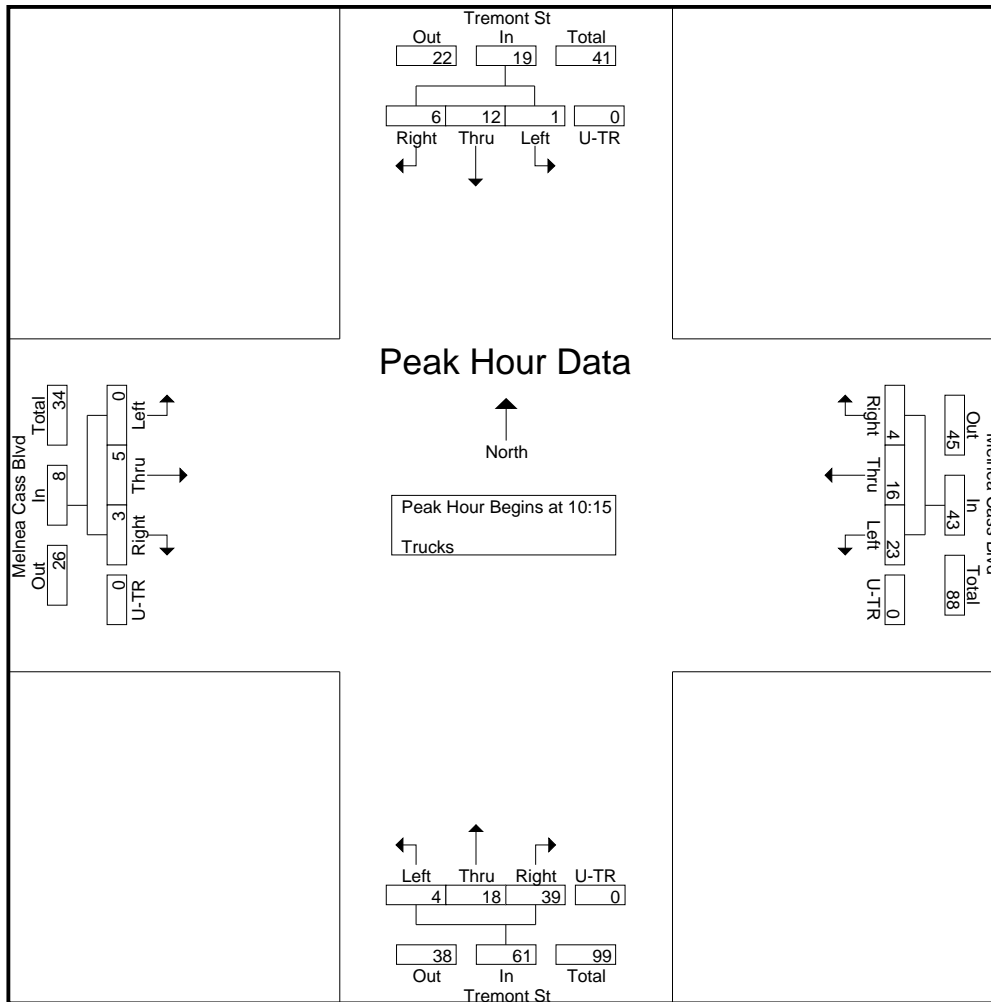 Tremont St
Out In Total
22 19 41
6 12 1 0
Right Thru Left U-TR
Peak Hour Data
North
Peak Hour Begins at 10:15
Trucks
Melnea Cass Blvd
Total In Out
34 8 26
0 5 3 0
Left Thru Right U-TR
Right Thru Left U-TR
4 16 23 0
45 43 88
Out In Total
Melnea Cass Blvd
Left Thru Right U-TR
4 18 39 0
38 61 99
Out In Total
Tremont St